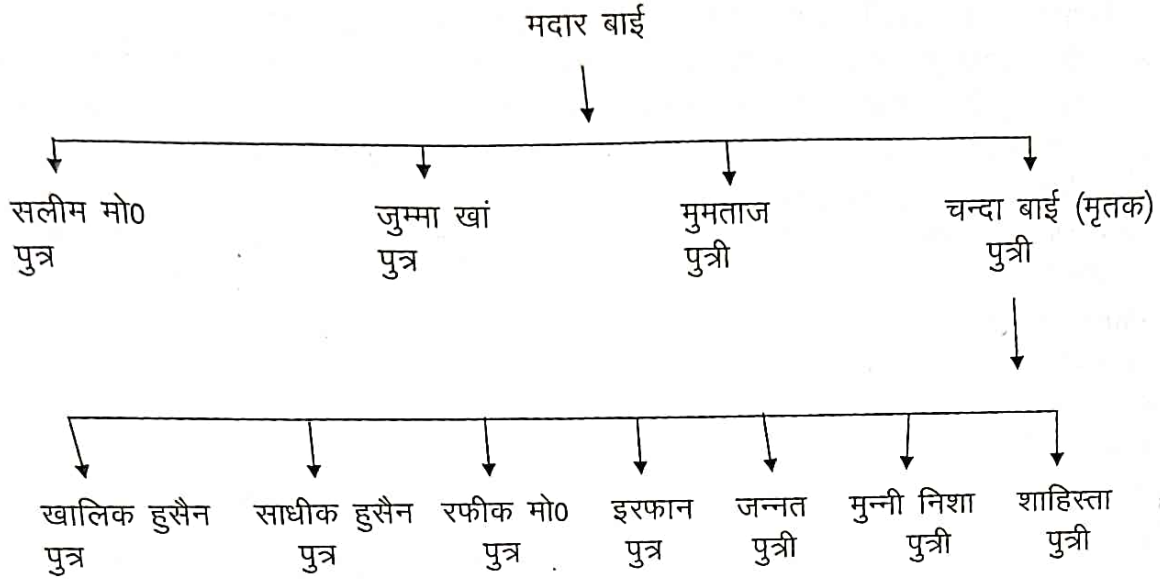 मदार बाई
सलीम मो0 जुम्मा खां मुमताज चन्दा बाई (मृतक)
पुत्र पुत्र पुत्री पुत्री
खालिक हुसैन साधीक हुसैन रफीक मो0 इरफान जन्नत मुन्नी निशा शाहिस्ता
पुत्र पुत्र पुत्र पुत्र पुत्री पुत्री पुत्री